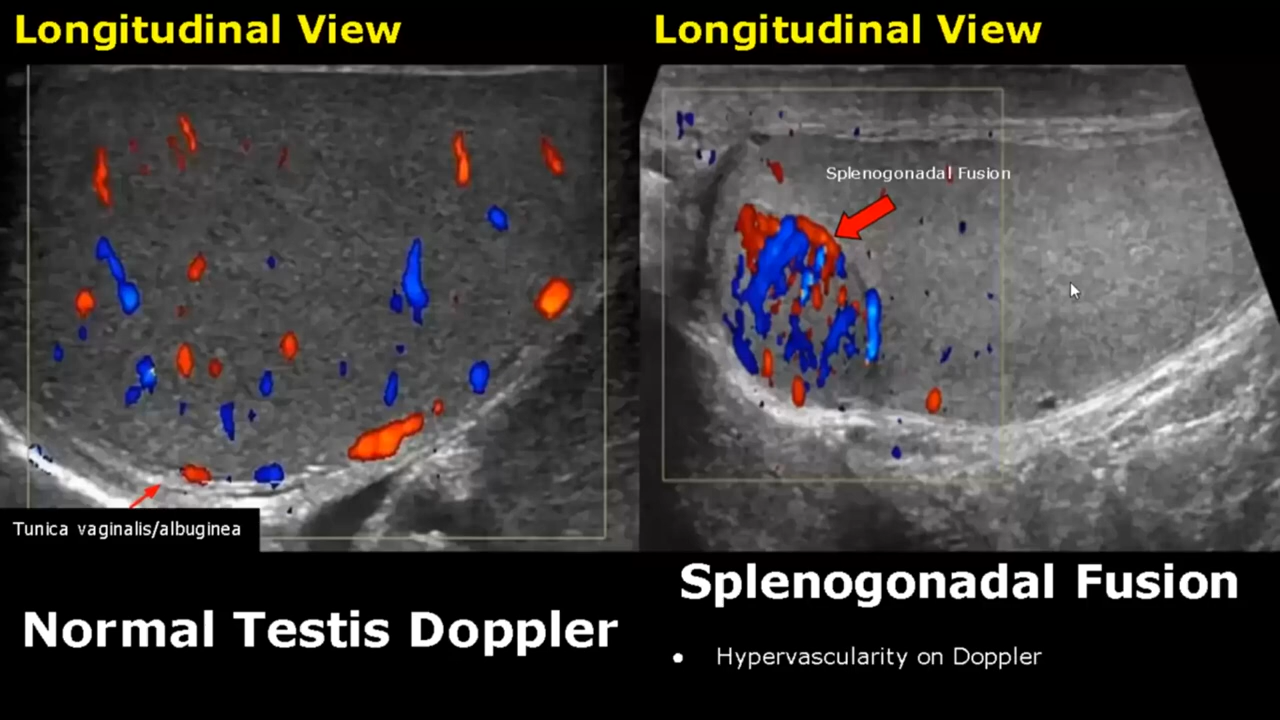 Longitudinal View
Tunica vaginalis/albuginea
Normal Testis Doppler
Longitudinal View
Splenogonadal Fusion
Splenogonadal Fusion
• Hypervascularity on Doppler